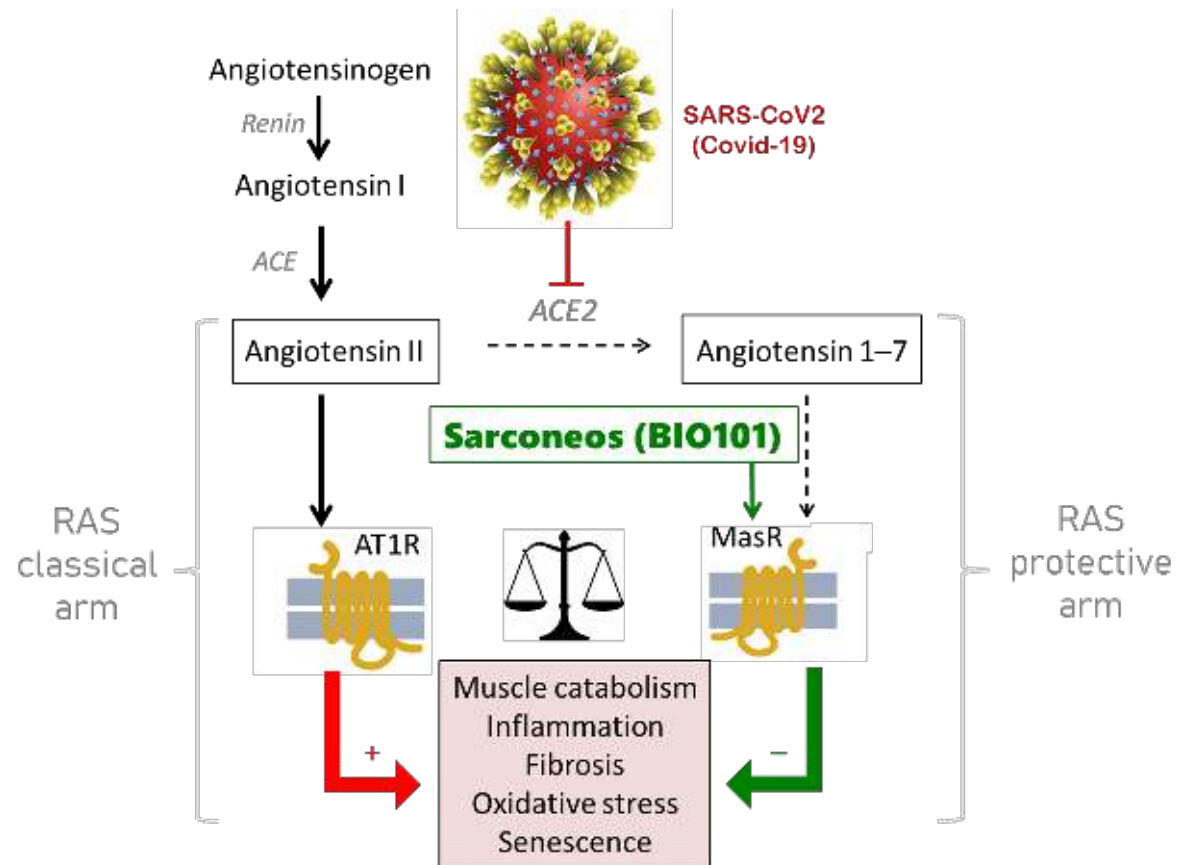 Angiotensinogen
Renin
Angiotensin I
ACE
SARS-CoV2
(Covid-19)
ACE2
Angiotensin II
Angiotensin 1–7
Sarconeos (BIO101)
RAS
classical
arm
AT1R
MasR
RAS
protective
arm
Muscle catabolism
Inflammation
Fibrosis
Oxidative stress
Senescence
+
−